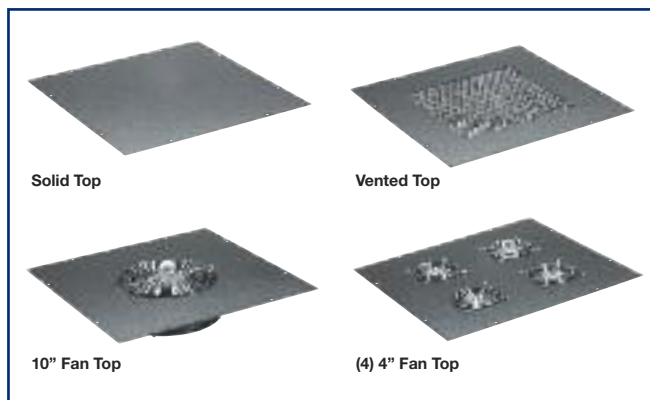 Solid Top
Vented Top
10” Fan Top
(4) 4” Fan Top